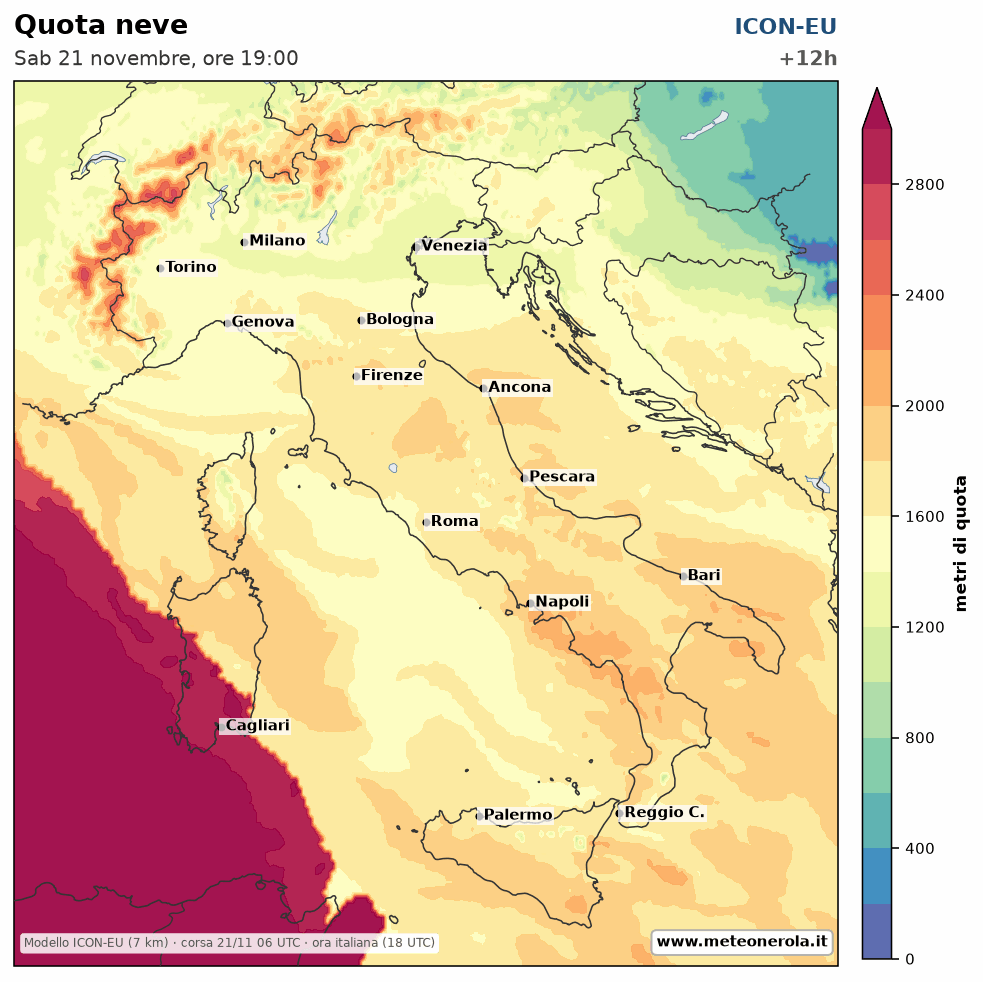 Quota neve
ICON-EU
Sab 21 novembre, ore 19:00
+12h
Milano
Venezia
Torino
Genova
Bologna
Firenze
Ancona
Pescara
Roma
Bari
Napoli
Cagliari
Palermo
Reggio C.
2800
2400
2000
1600
1200
800
400
0
metri di quota
Modello ICON-EU (7 km) · corsa 21/11 06 UTC · ora italiana (18 UTC)
www.meteonerola.it